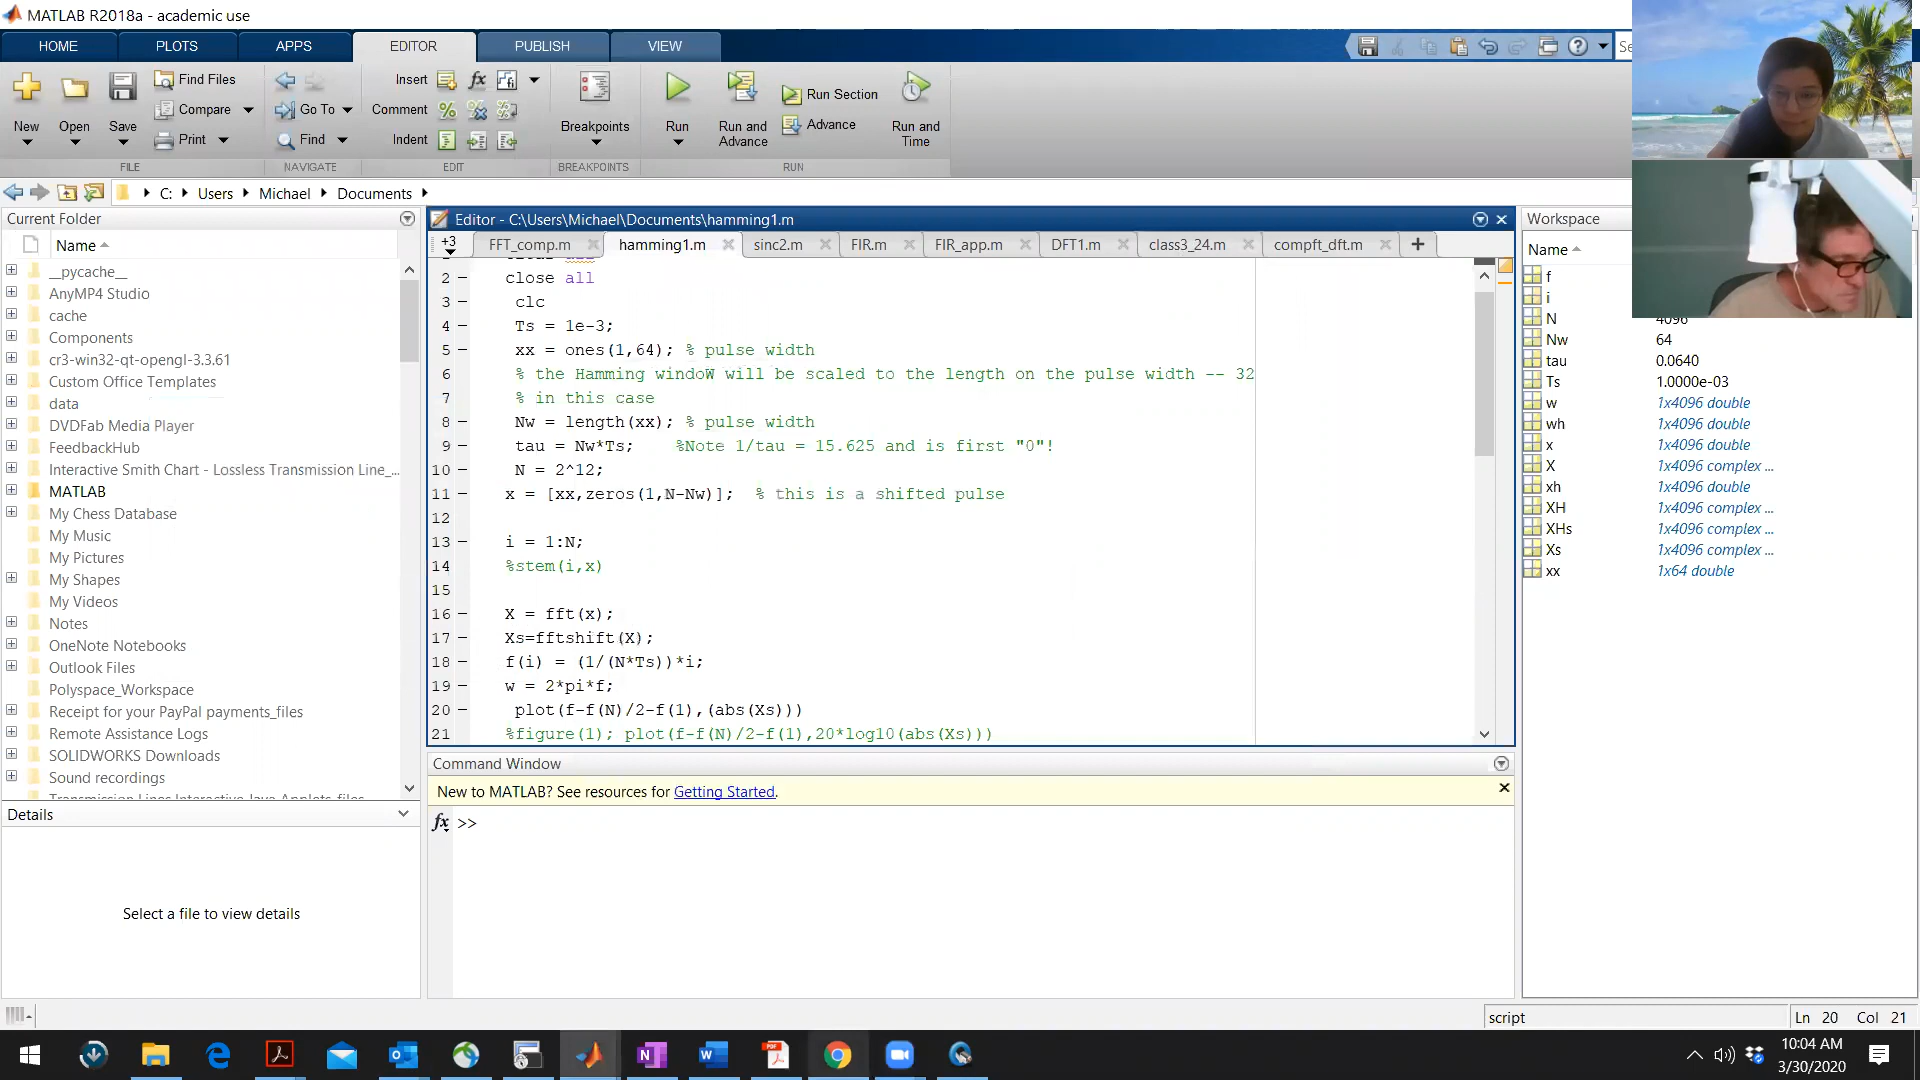 MATLAB R2018a - academic use
HOME
PLOTS
APPS
EDITOR
PUBLISH
VIEW
Se
New
Open
Save
Find Files
Compare
Print
Go To
Find
Insert
fx
Comment
Indent
Breakpoints
Run
Run and Advance
Run Section
Advance
Run and Time
FILE
NAVIGATE
EDIT
BREAKPOINTS
RUN
C:
Users
Michael
Documents
Current Folder
Name
__pycache__
AnyMP4 Studio
cache
Components
cr3-win32-qt-opengl-3.3.61
Custom Office Templates
data
DVDFab Media Player
FeedbackHub
Interactive Smith Chart - Lossless Transmission Line_...
MATLAB
My Chess Database
My Music
My Pictures
My Shapes
My Videos
Notes
OneNote Notebooks
Outlook Files
Polyspace_Workspace
Receipt for your PayPal payments_files
Remote Assistance Logs
SOLIDWORKS Downloads
Sound recordings
Details
Select a file to view details
Editor - C:\Users\Michael\Documents\hamming1.m
+3
FFT_comp.m
hamming1.m
sinc2.m
FIR.m
FIR_app.m
DFT1.m
class3_24.m
compft_dft.m
2 - close all
3 - clc
4 - Ts = 1e-3;
5 - xx = ones(1,64); % pulse width
6 % the Hamming windoW will be scaled to the length on the pulse width -- 32
7 % in this case
8 - Nw = length(xx); % pulse width
9 - tau = Nw*Ts; %Note 1/tau = 15.625 and is first "0"!
10 - N = 2^12;
11 - x = [xx,zeros(1,N-Nw)]; % this is a shifted pulse
12
13 - i = 1:N;
14 %stem(i,x)
15
16 - X = fft(x);
17 - Xs=fftshift(X);
18 - f(i) = (1/(N*Ts))*i;
19 - w = 2*pi*f;
20 - plot(f-f(N)/2-f(1),(abs(Xs)))
21 %figure(1); plot(f-f(N)/2-f(1),20*log10(abs(Xs)))
Command Window
New to MATLAB? See resources for Getting Started.
fx >>
Workspace
Name
f
i
N 4096
Nw 64
tau 0.0640
Ts 1.0000e-03
w 1x4096 double
wh 1x4096 double
x 1x4096 double
X 1x4096 complex ...
xh 1x4096 double
XH 1x4096 complex ...
XHs 1x4096 complex ...
Xs 1x4096 complex ...
xx 1x64 double
script
Ln 20 Col 21
10:04 AM
3/30/2020